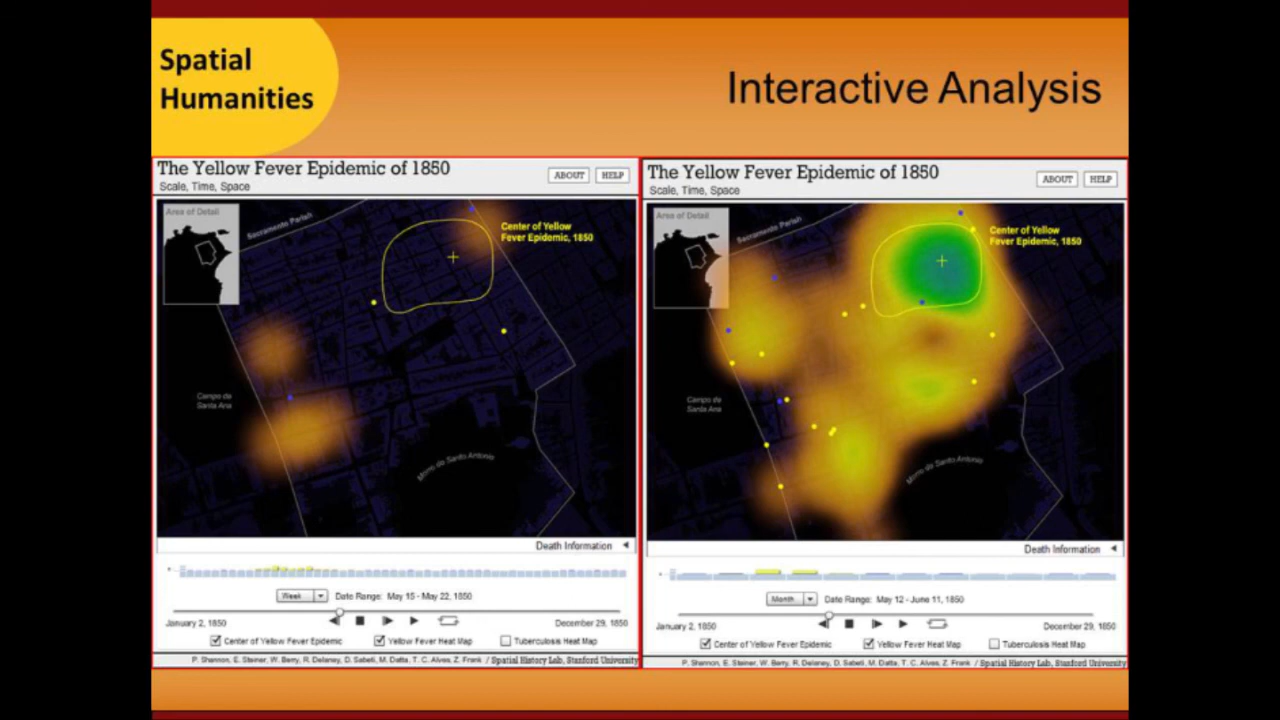 Spatial
Humanities
Interactive Analysis
The Yellow Fever Epidemic of 1850
Scale, Time, Space
ABOUT
HELP
Area of Detail
Sacramento Parish
Center of Yellow
Fever Epidemic, 1850
Campo de
Santa Ana
Morro de Santo Antonio
Death Information
Week
Date Range: May 15 - May 22, 1850
January 2, 1850
December 29, 1850
Center of Yellow Fever Epidemic
Yellow Fever Heat Map
Tuberculosis Heat Map
P. Shannon, E. Steiner, W. Berry, R. Delaney, D. Sabeti, M. Datta, T. C. Alves, Z. Frank / Spatial History Lab, Stanford University
The Yellow Fever Epidemic of 1850
Scale, Time, Space
ABOUT
HELP
Area of Detail
Sacramento Parish
Center of Yellow
Fever Epidemic, 1850
Campo de
Santa Ana
Morro de Santo Antonio
Death Information
Month
Date Range: May 12 - June 11, 1850
January 2, 1850
December 29, 1850
Center of Yellow Fever Epidemic
Yellow Fever Heat Map
Tuberculosis Heat Map
P. Shannon, E. Steiner, W. Berry, R. Delaney, D. Sabeti, M. Datta, T. C. Alves, Z. Frank / Spatial History Lab, Stanford University